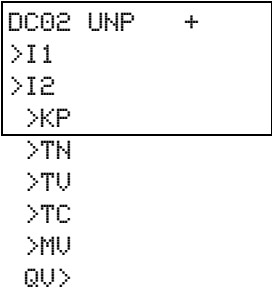 DC02 UNP   +
>I1
>I2
>KP
>TN
>TV
>TC
>MV
QV>